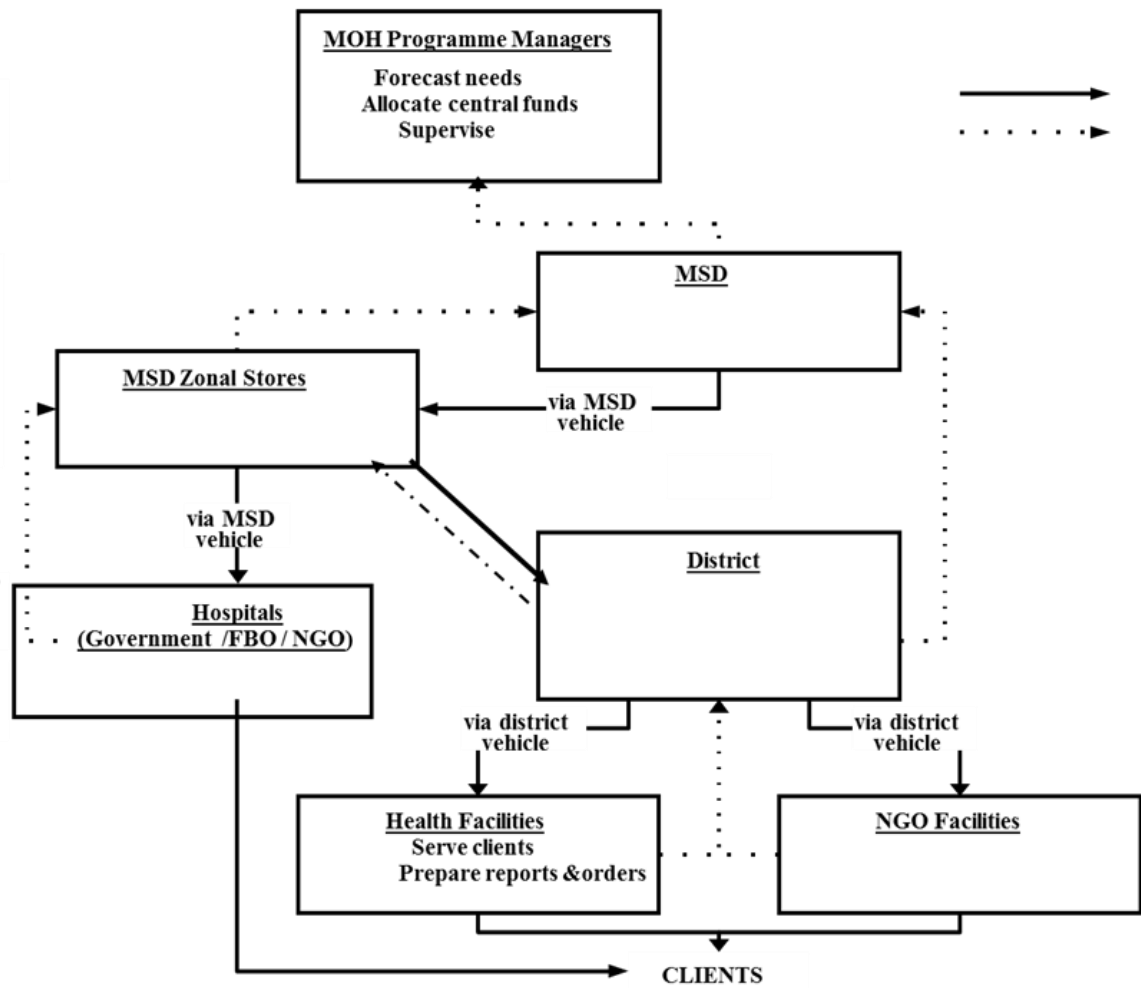 MOH Programme Managers
Forecast needs
Allocate central funds
Supervise
MSD
MSD Zonal Stores
via MSD
vehicle
via MSD
vehicle
District
Hospitals
(Government /FBO / NGO)
via district
vehicle
via district
vehicle
Health Facilities
Serve clients
Prepare reports &orders
NGO Facilities
CLIENTS